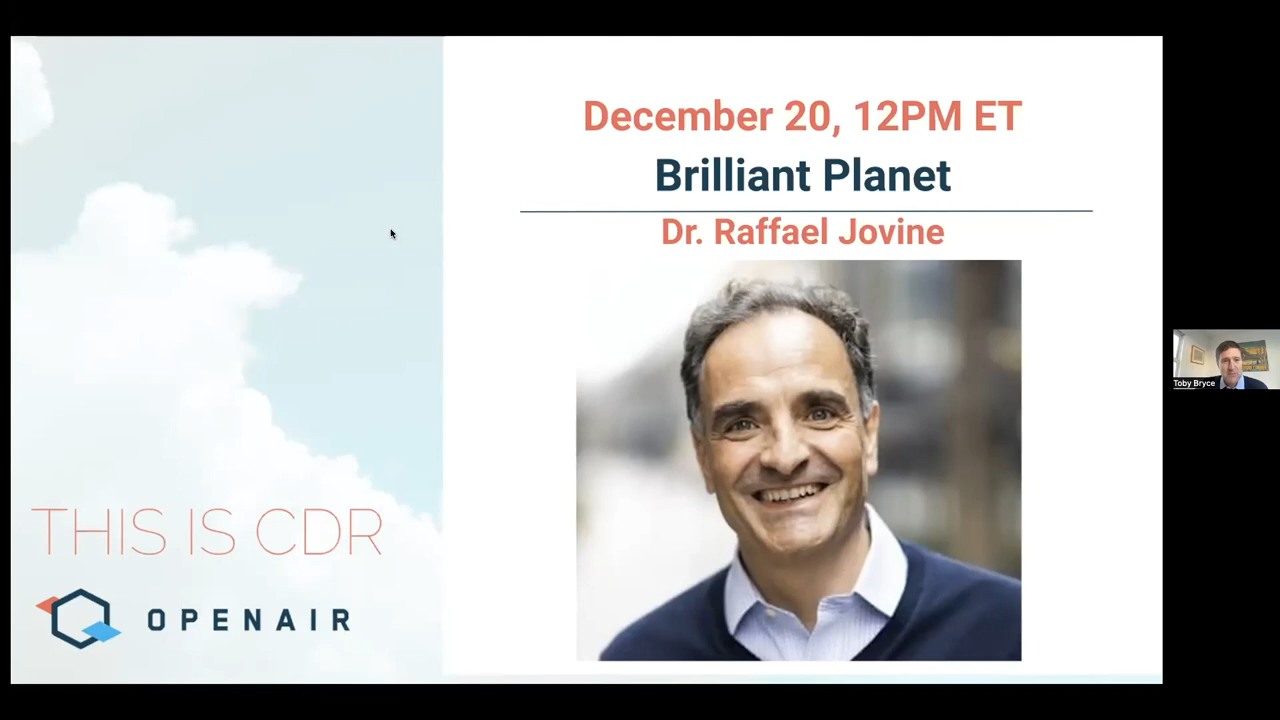 December 20, 12PM ET
Brilliant Planet
Dr. Raffael Jovine
THIS IS CDR
OPENAIR
Toby Bryce